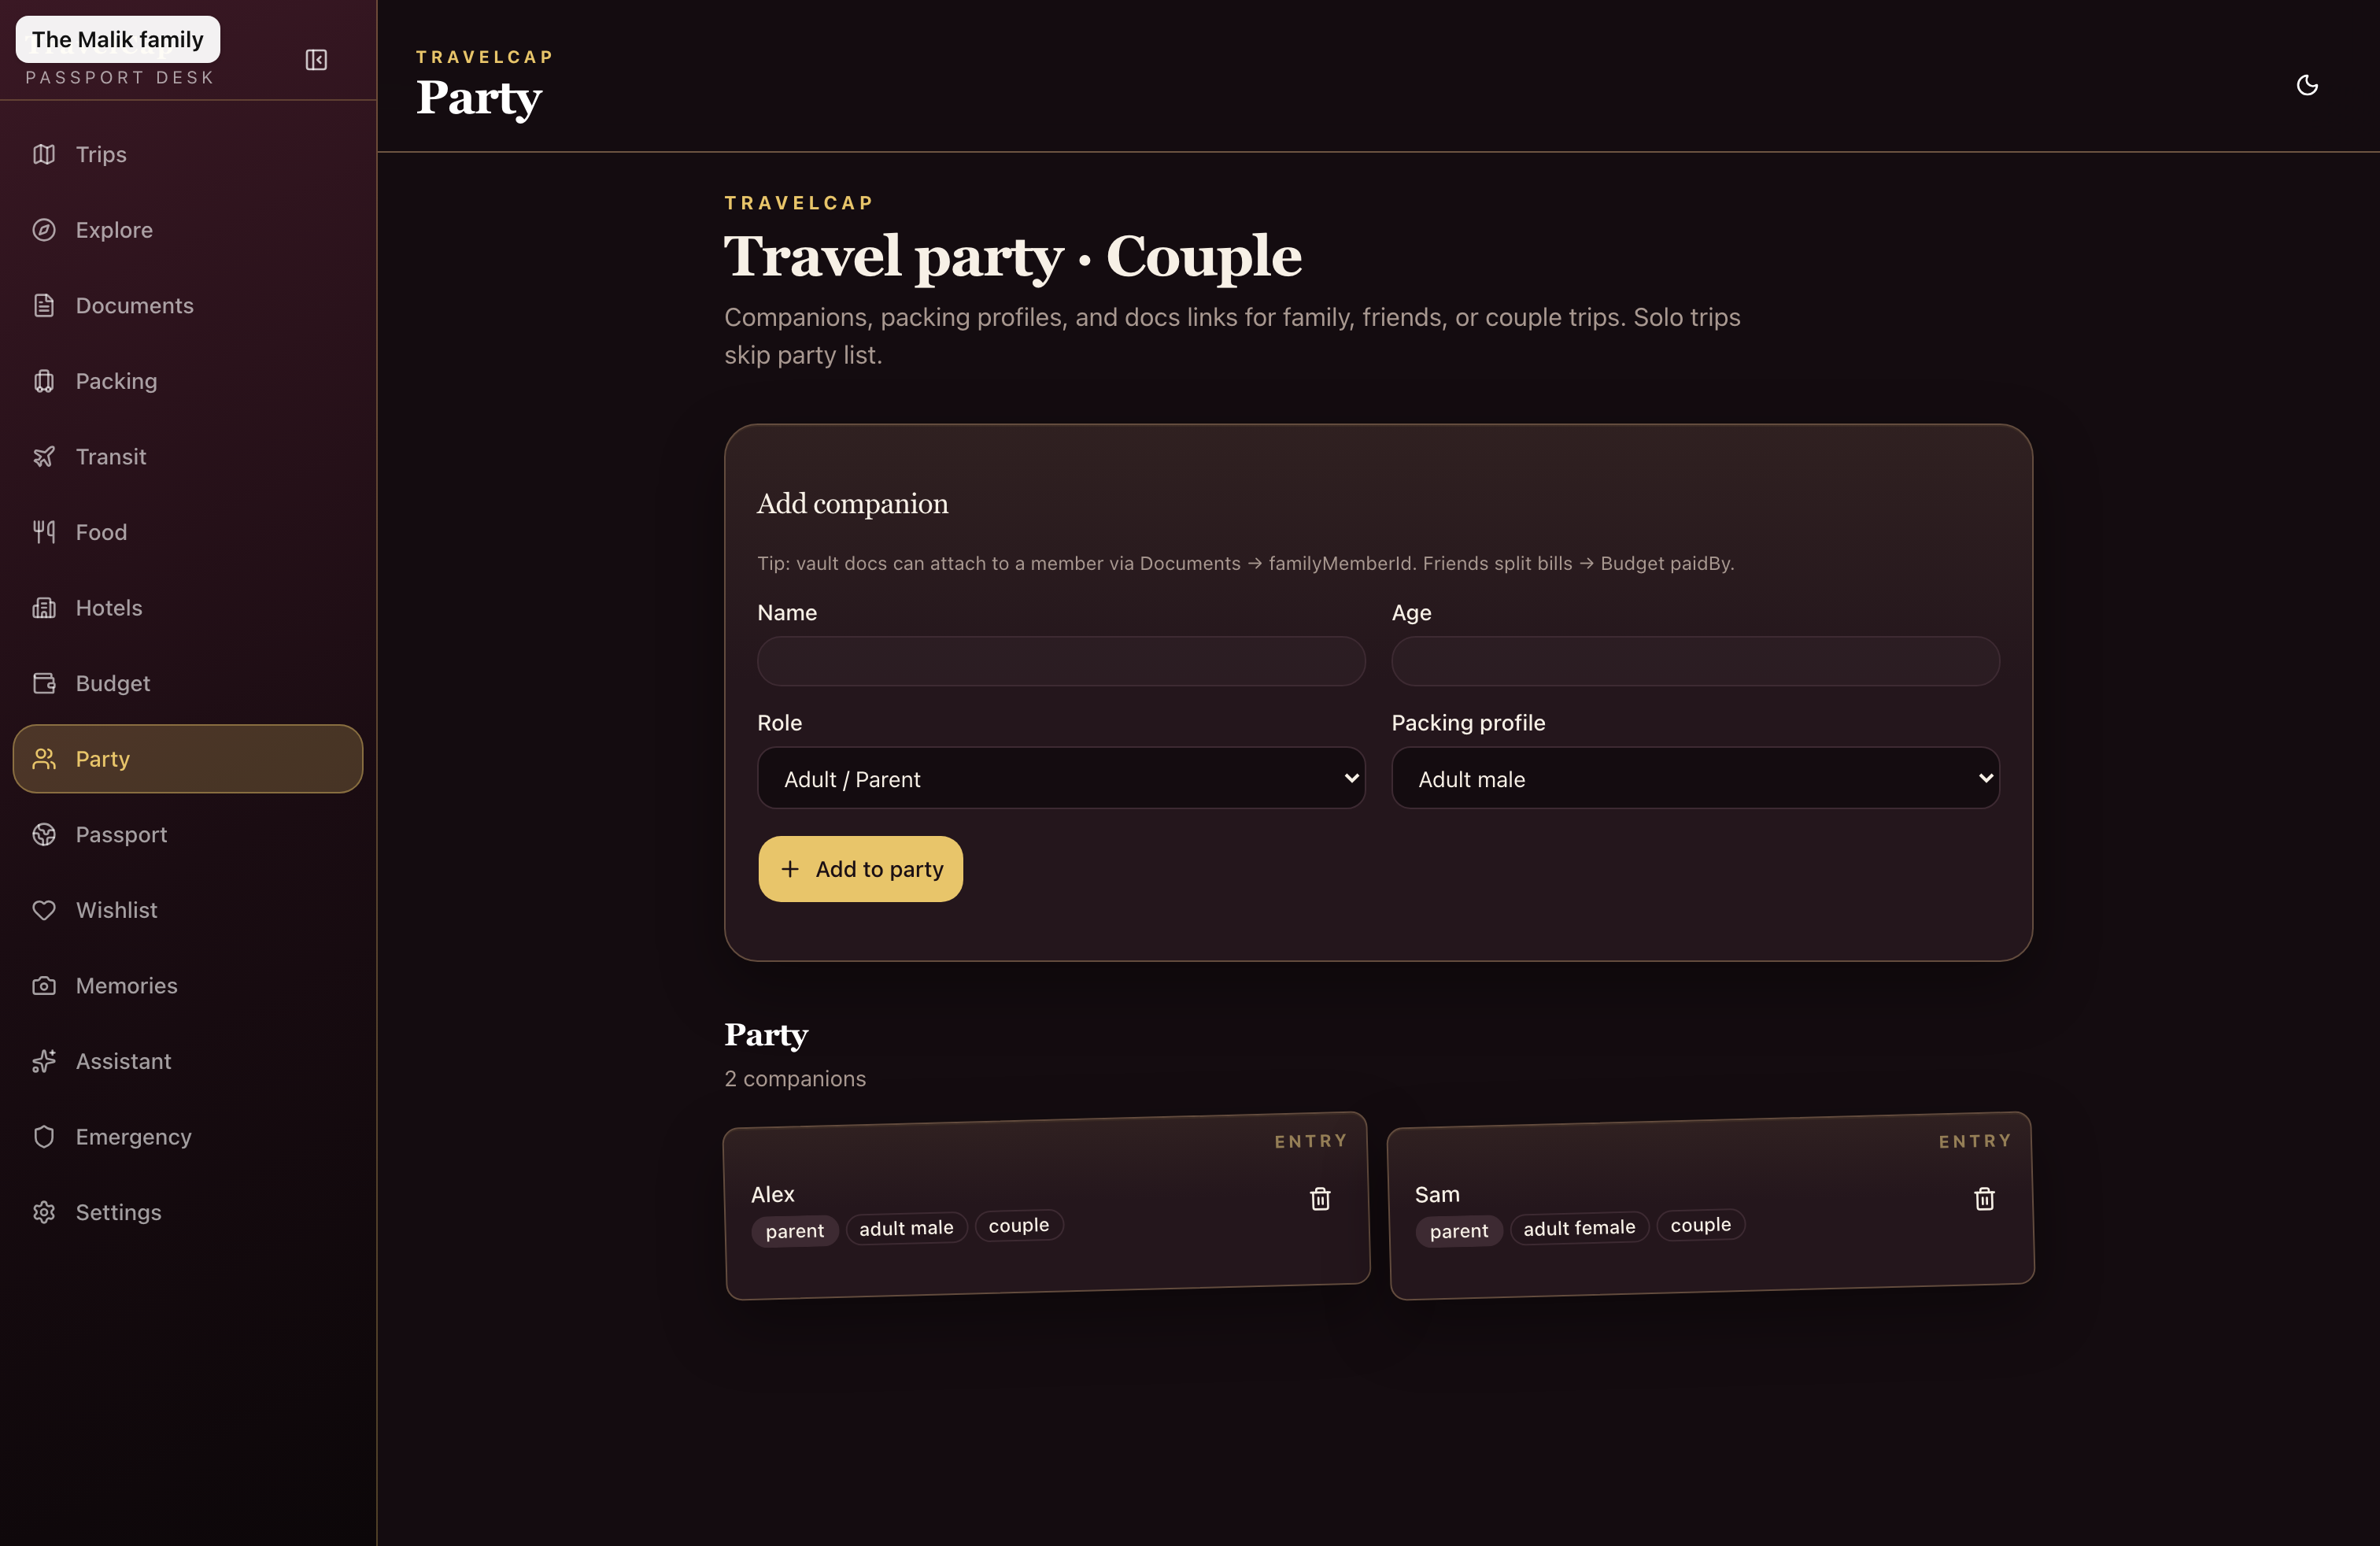 The Malik family
PASSPORT DESK
Trips
Explore
Documents
Packing
Transit
Food
Hotels
Budget
Party
Passport
Wishlist
Memories
Assistant
Emergency
Settings
TRAVELCAP
Party
TRAVELCAP
Travel party · Couple
Companions, packing profiles, and docs links for family, friends, or couple trips. Solo trips
skip party list.
Add companion
Tip: vault docs can attach to a member via Documents → familyMemberId. Friends split bills → Budget paidBy.
Name
Age
Role
Packing profile
Adult / Parent
Adult male
+ Add to party
Party
2 companions
ENTRY
Alex
parent adult male couple
ENTRY
Sam
parent adult female couple